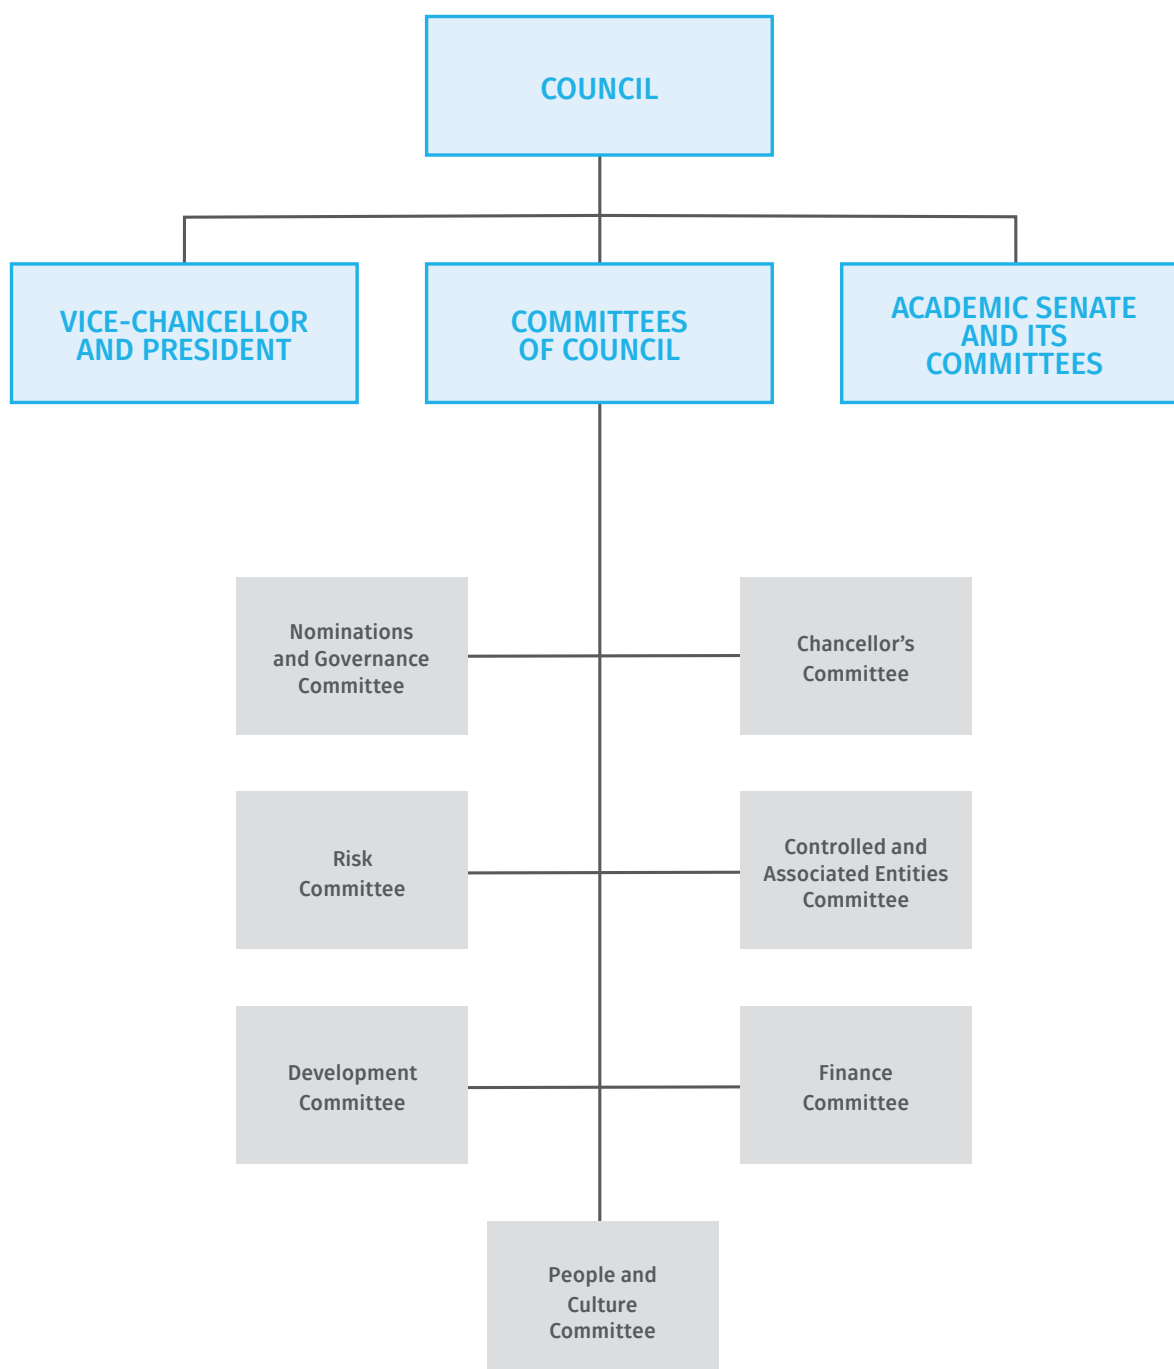 COUNCIL
VICE-CHANCELLOR
AND PRESIDENT
COMMITTEES
OF COUNCIL
ACADEMIC SENATE
AND ITS
COMMITTEES
Nominations
and Governance
Committee
Chancellor’s
Committee
Risk
Committee
Controlled and
Associated Entities
Committee
Development
Committee
Finance
Committee
People and
Culture
Committee